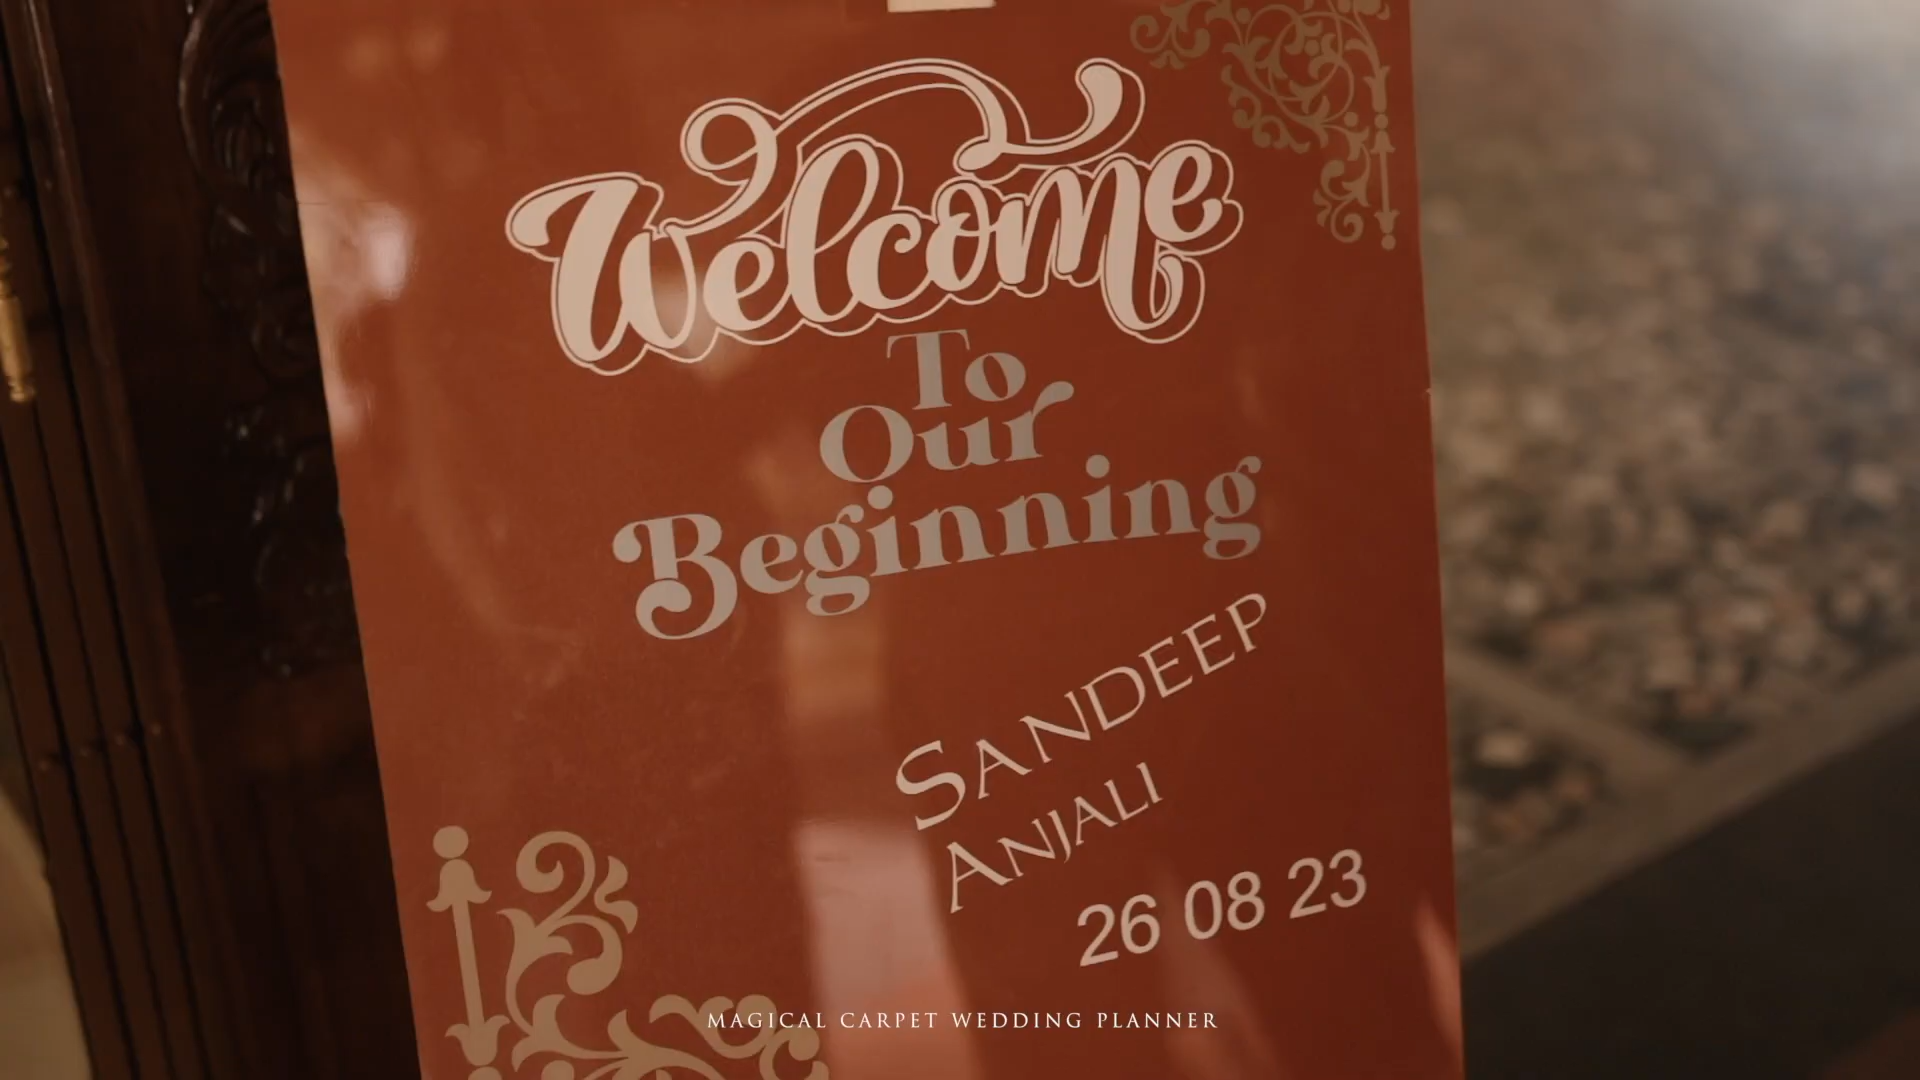 Welcome
To
Our
Beginning
SANDEEP
ANJALI
26 08 23
MAGICAL CARPET WEDDING PLANNER